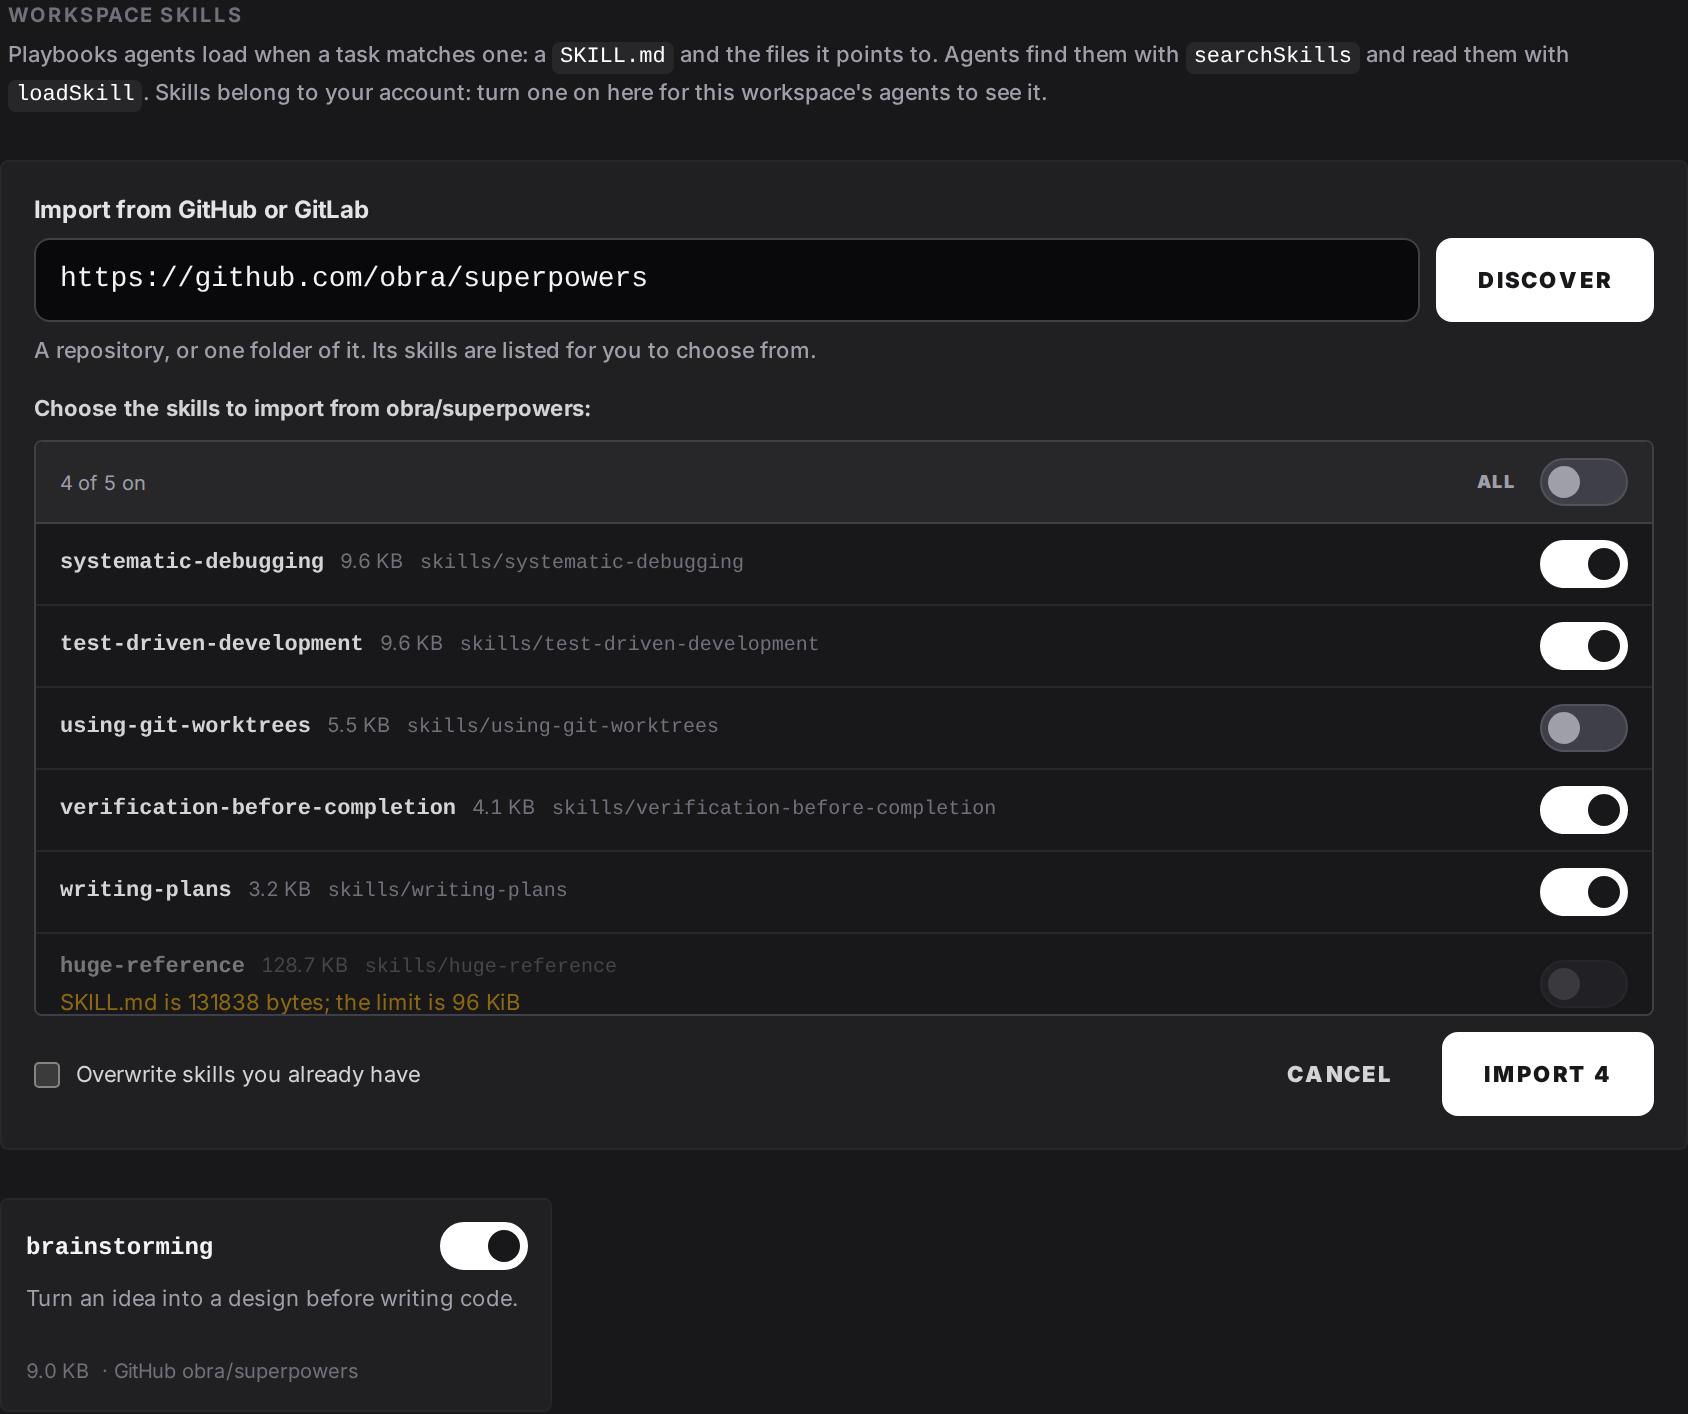 WORKSPACE SKILLS
Playbooks agents load when a task matches one: a SKILL.md and the files it points to. Agents find them with searchSkills and read them with
loadSkill. Skills belong to your account: turn one on here for this workspace's agents to see it.
Import from GitHub or GitLab
https://github.com/obra/superpowers
DISCOVER
A repository, or one folder of it. Its skills are listed for you to choose from.
Choose the skills to import from obra/superpowers:
4 of 5 on ALL
systematic-debugging 9.6 KB skills/systematic-debugging
test-driven-development 9.6 KB skills/test-driven-development
using-git-worktrees 5.5 KB skills/using-git-worktrees
verification-before-completion 4.1 KB skills/verification-before-completion
writing-plans 3.2 KB skills/writing-plans
huge-reference 128.7 KB skills/huge-reference
SKILL.md is 131838 bytes; the limit is 96 KiB
Overwrite skills you already have CANCEL IMPORT 4
brainstorming
Turn an idea into a design before writing code.
9.0 KB · GitHub obra/superpowers